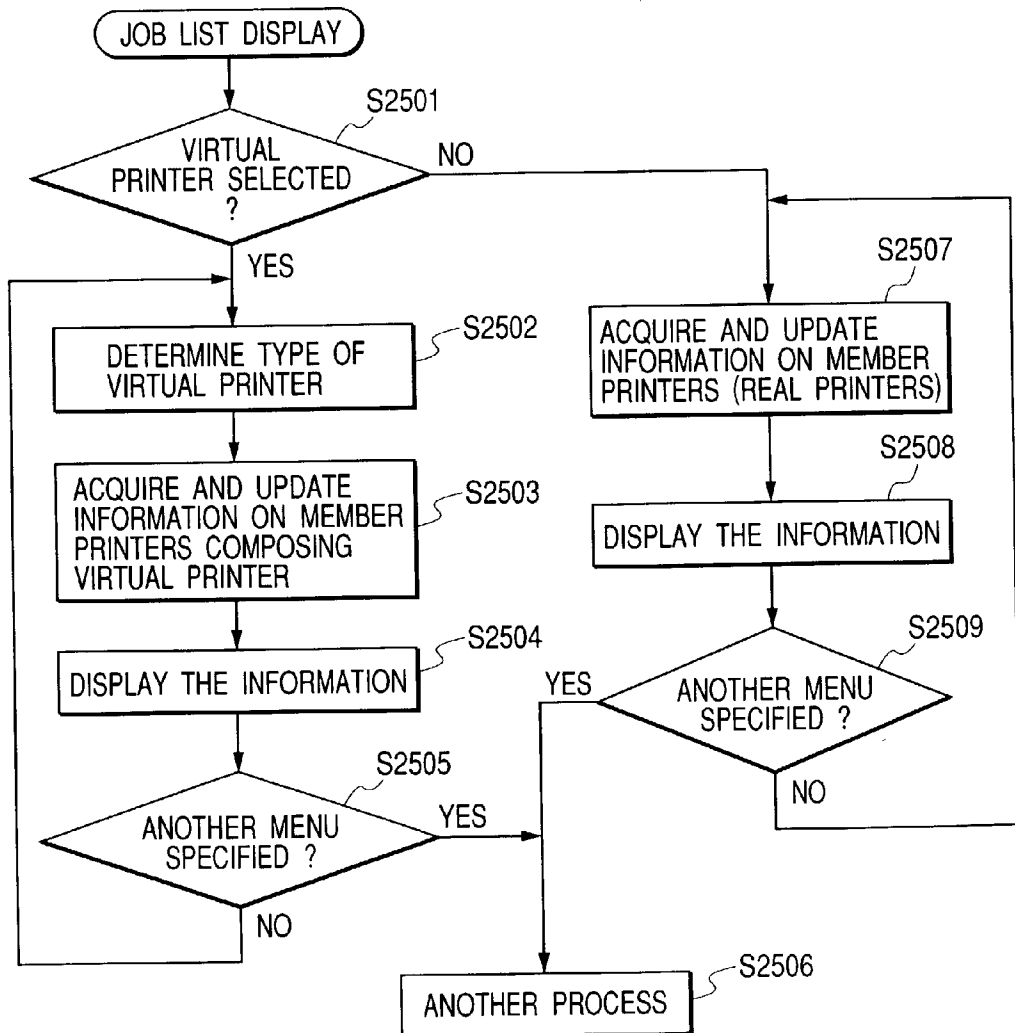 JOB LIST DISPLAY
S2501
VIRTUAL
PRINTER SELECTED
?
NO
YES
S2502
DETERMINE TYPE OF
VIRTUAL PRINTER
S2503
ACQUIRE AND UPDATE
INFORMATION ON MEMBER
PRINTERS COMPOSING
VIRTUAL PRINTER
S2504
DISPLAY THE INFORMATION
S2505
ANOTHER MENU
SPECIFIED ?
YES
NO
S2507
ACQUIRE AND UPDATE
INFORMATION ON MEMBER
PRINTERS (REAL PRINTERS)
S2508
DISPLAY THE INFORMATION
S2509
ANOTHER MENU
SPECIFIED ?
YES
NO
S2506
ANOTHER PROCESS